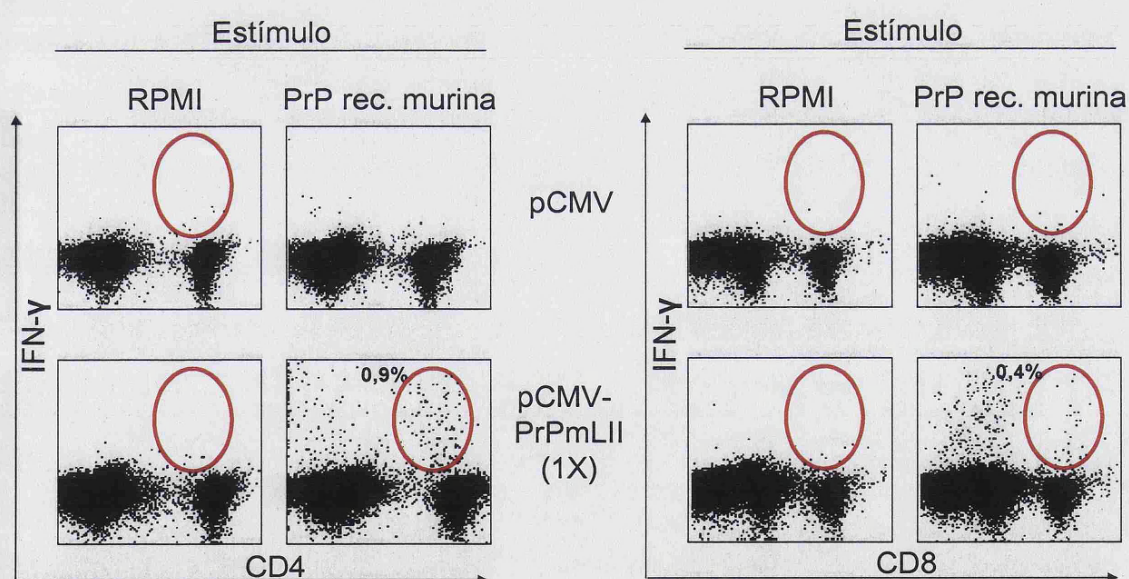 Estímulo
Estímulo
RPMI
PrP rec. murina
RPMI
PrP rec. murina
pCMV
IFN-γ
IFN-γ
0,9%
0,4%
pCMV-
PrPmLII
(1X)
CD4
CD8